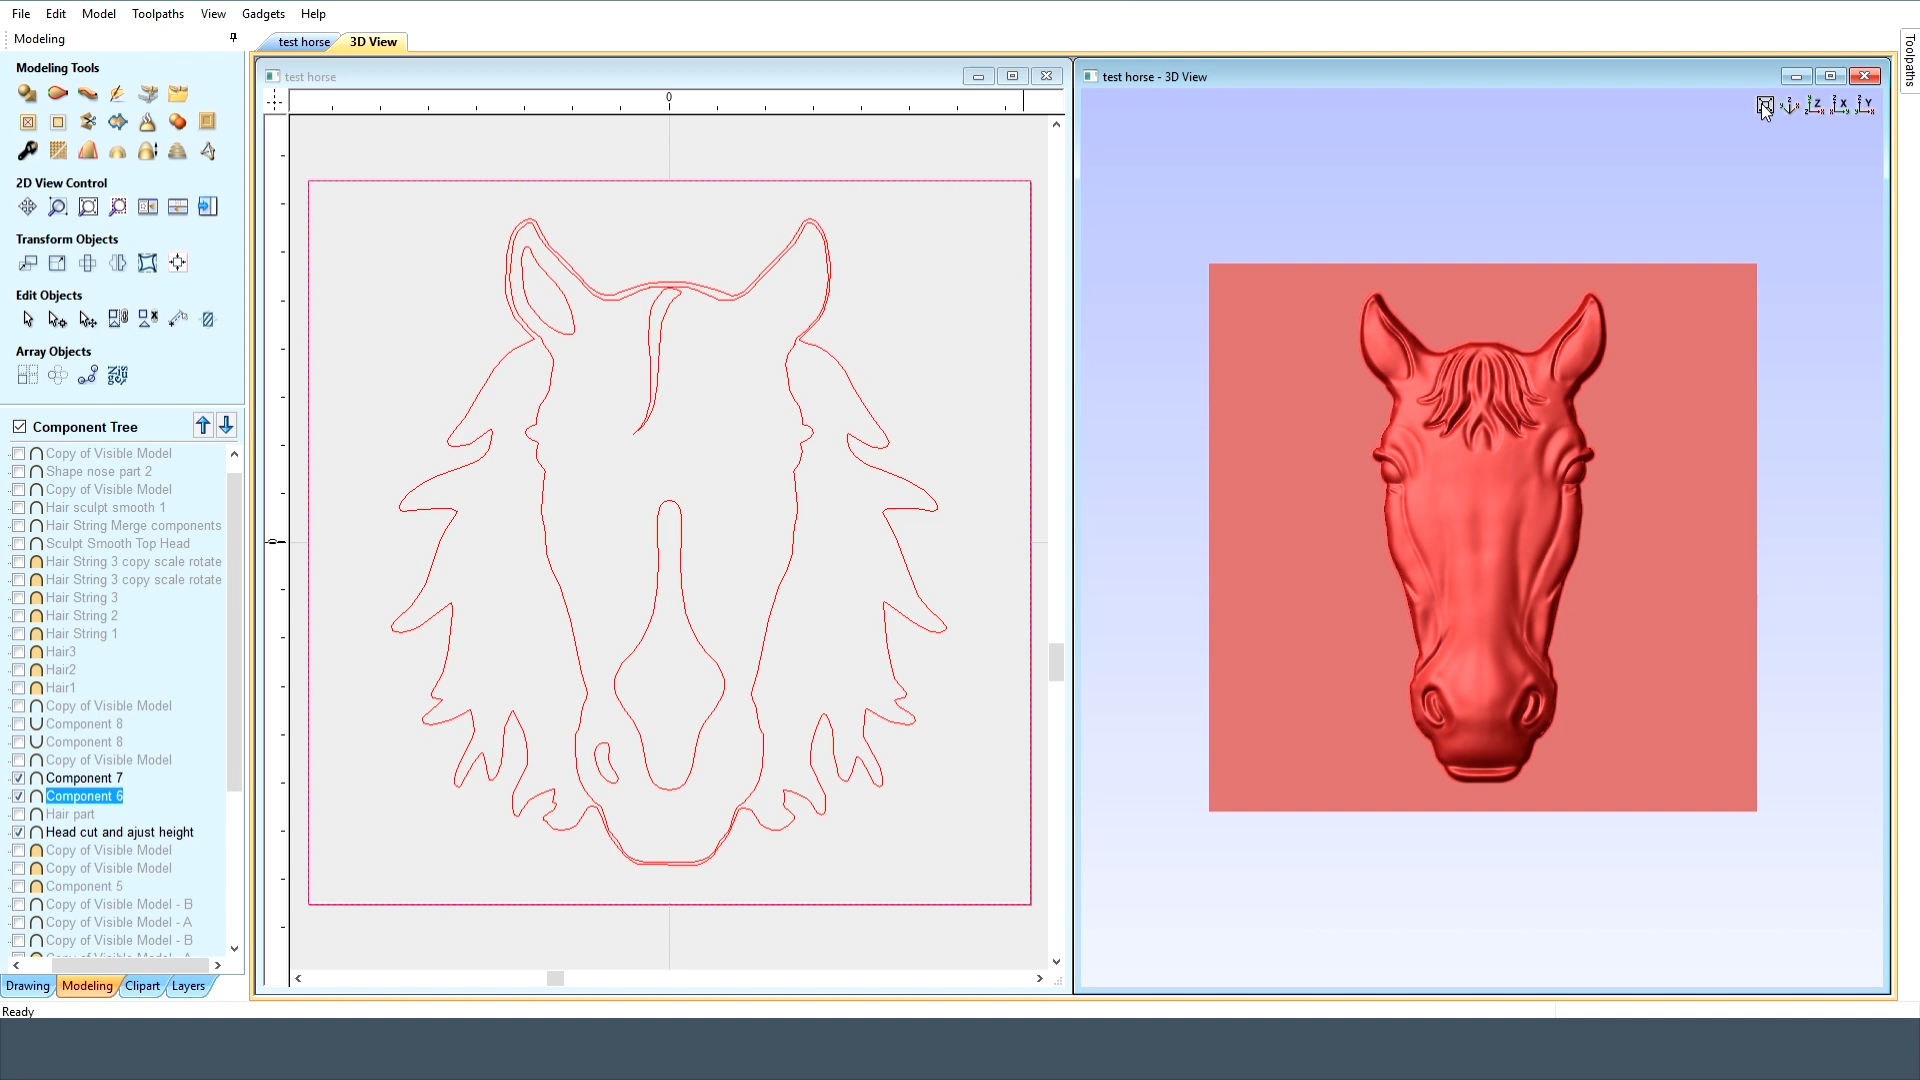 File Edit Model Toolpaths View Gadgets Help
Modeling
Modeling Tools
2D View Control
Transform Objects
Edit Objects
Array Objects
Component Tree
Copy of Visible Model
Shape nose part 2
Copy of Visible Model
Hair sculpt smooth 1
Hair String Merge components
Sculpt Smooth Top Head
Hair String 3 copy scale rotate
Hair String 3 copy scale rotate
Hair String 3
Hair String 2
Hair String 1
Hair3
Hair2
Hair1
Copy of Visible Model
Component 8
Component 8
Copy of Visible Model
Component 7
Component 6
Hair part
Head cut and ajust height
Copy of Visible Model
Copy of Visible Model
Component 5
Copy of Visible Model - B
Copy of Visible Model - A
Copy of Visible Model - B
Copy of Visible Model - A
Drawing Modeling Clipart Layers
Ready
test horse 3D View
test horse
0
0
test horse - 3D View
Z X Y
Toolpaths